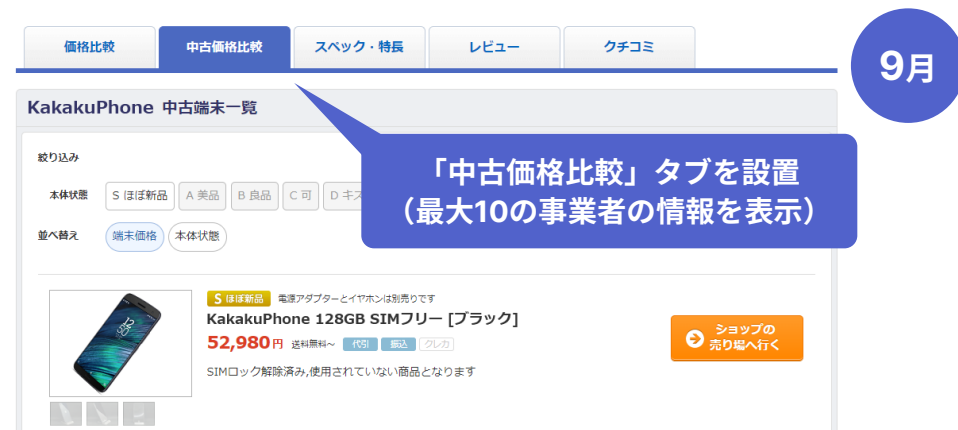 価格比較
中古価格比較
スペック・特長
レビュー
クチコミ
9月
KakakuPhone 中古端末一覧
「中古価格比較」タブを設置
（最大10の事業者の情報を表示）
絞り込み
本体状態 S ほぼ新品 A 美品 B 良品 C 可 D キズ
並べ替え 端末価格 本体状態
S ほぼ新品 電源アダプターとイヤホンは別売りです
KakakuPhone 128GB SIMフリー [ブラック]
52,980円 送料無料～ 代引 振込 クレカ
SIMロック解除済み,使用されていない商品となります
ショップの
売り場へ行く